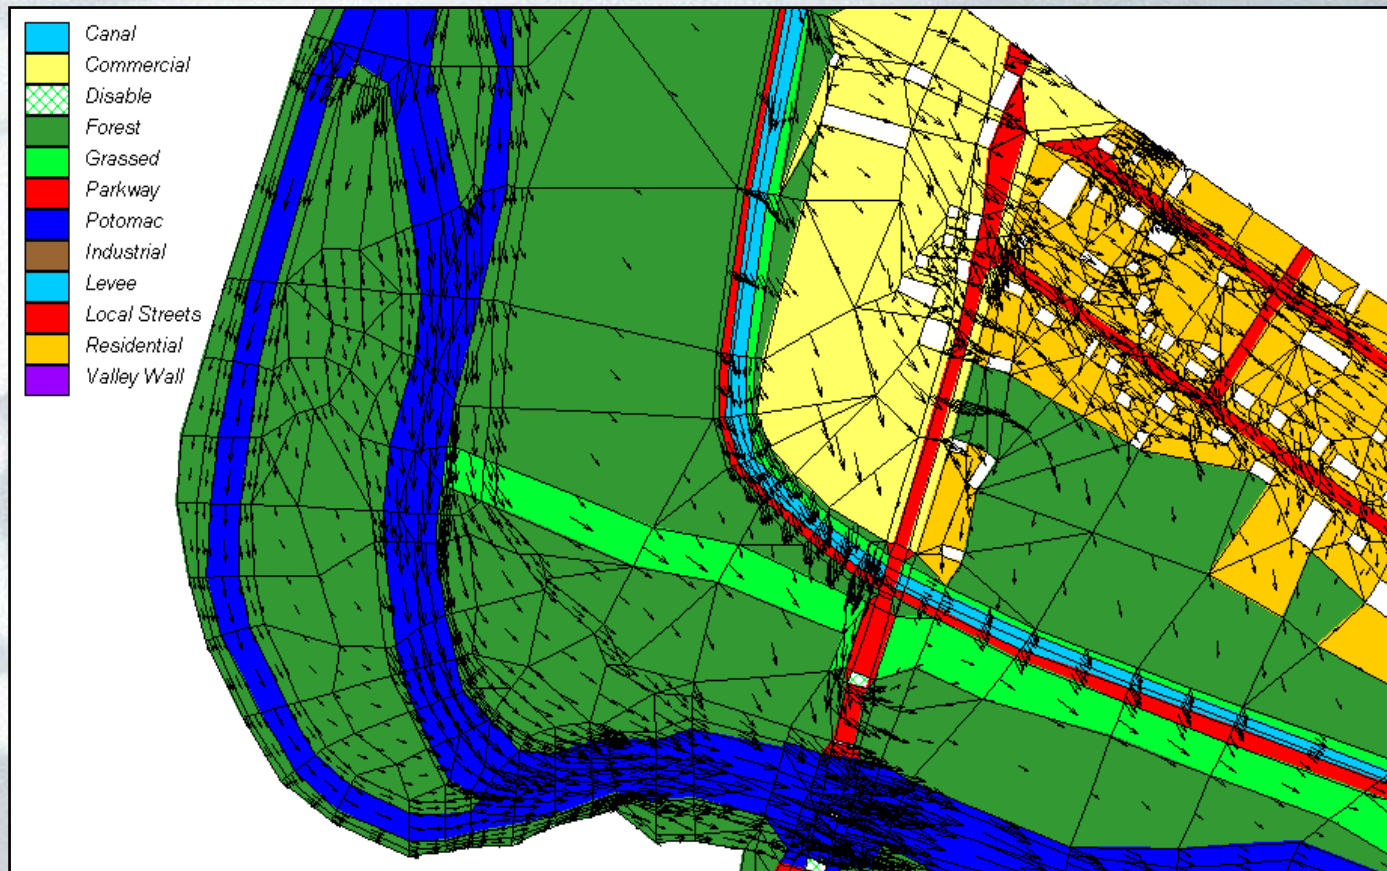 Canal
Commercial
Disable
Forest
Grassed
Parkway
Potomac
Industrial
Levee
Local Streets
Residential
Valley Wall